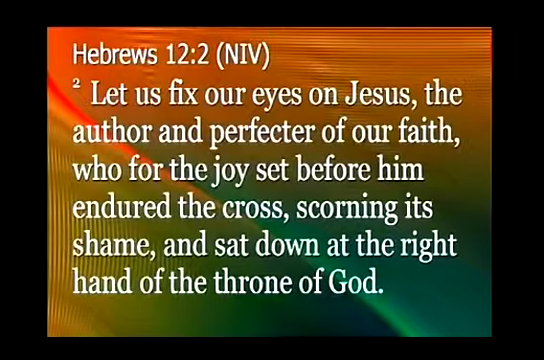 Hebrews 12:2 (NIV)
² Let us fix our eyes on Jesus, the
author and perfecter of our faith,
who for the joy set before him
endured the cross, scorning its
shame, and sat down at the right
hand of the throne of God.